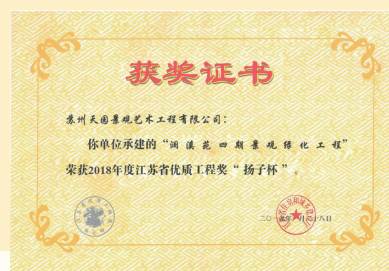 获奖证书
苏州天园景观艺术工程有限公司：
你单位承建的“澜溪苑四期景观绿化工程”
荣获2018年度江苏省优质工程奖“扬子杯”。